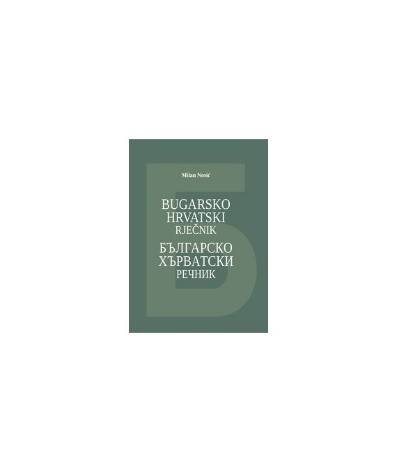 Milan Nosić
BUGARSKO
HRVATSKI
RJEČNIK
БЪЛГАРСКО
ХЪРВАТСКИ
РЕЧНИК
Б